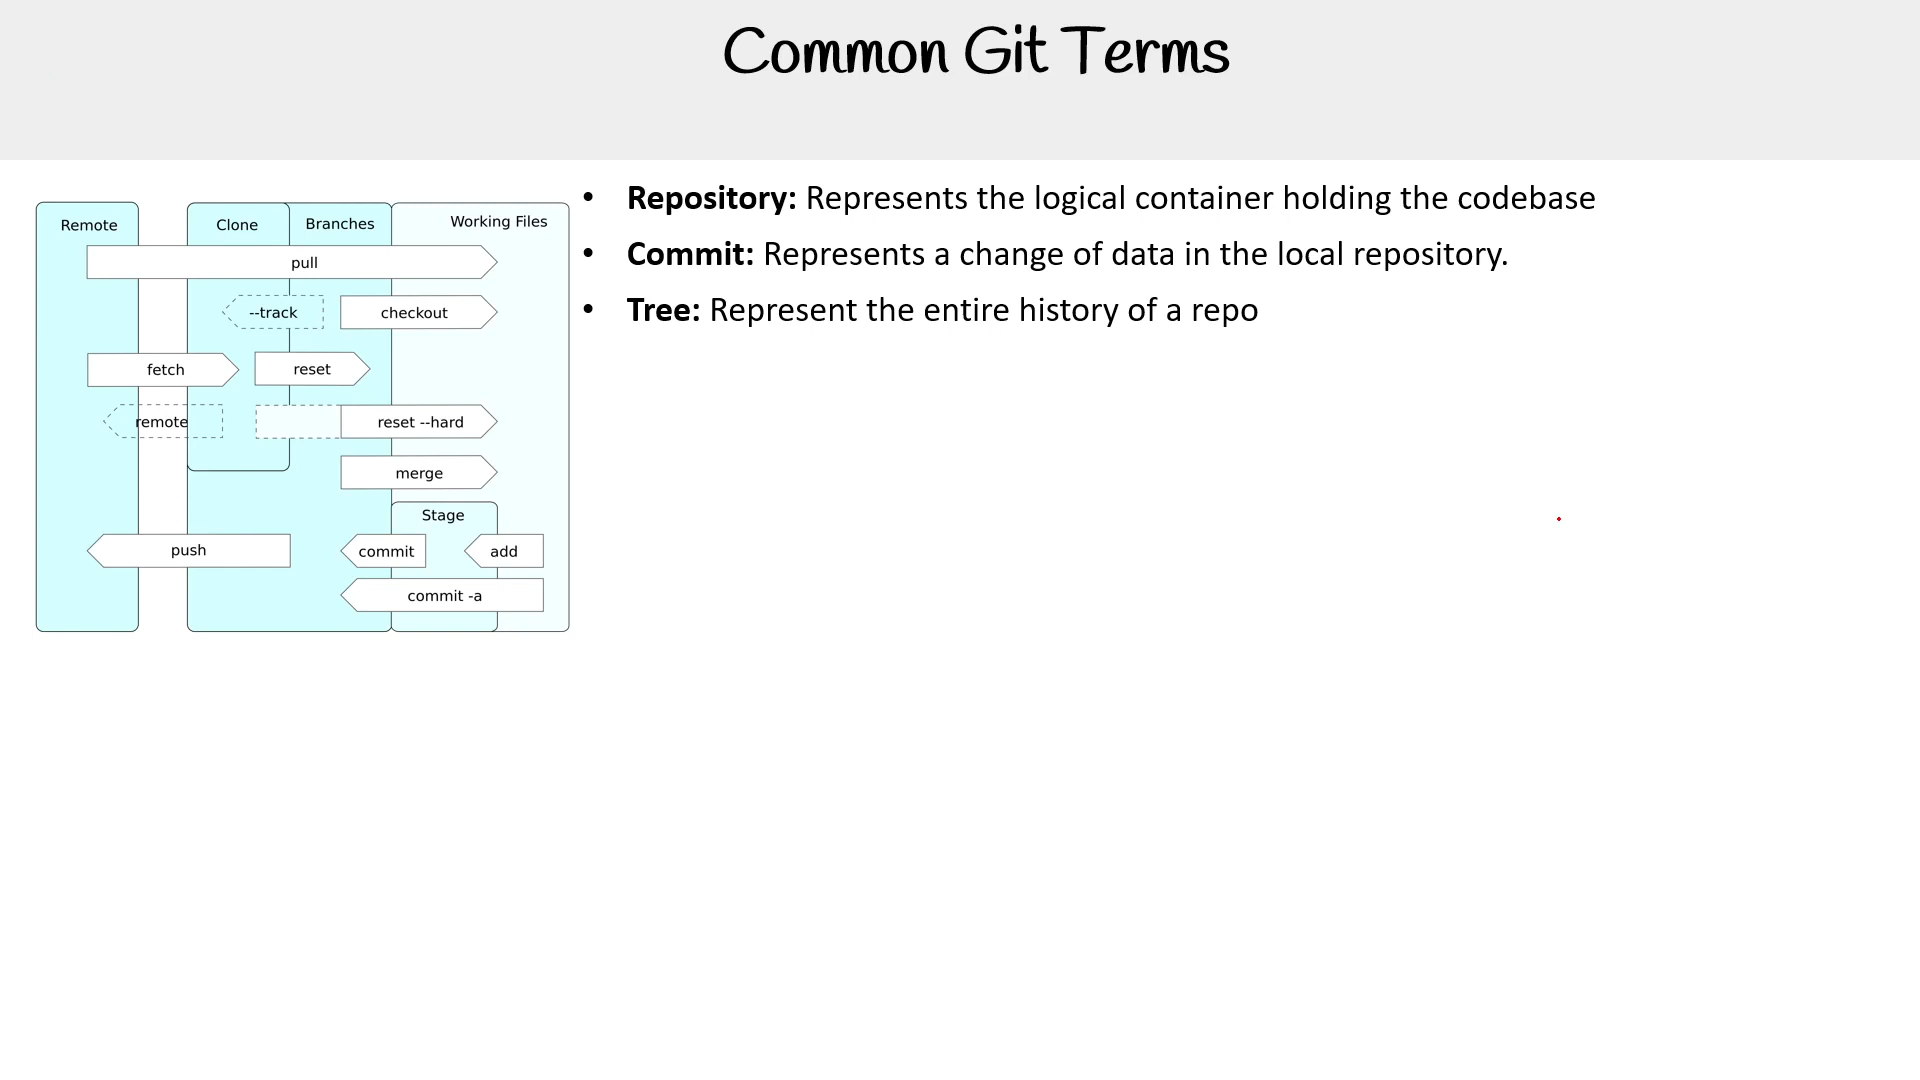 Common Git Terms
Remote
Clone
Branches
Working Files
pull
--track
checkout
fetch
reset
remote
reset --hard
merge
Stage
push
commit
add
commit -a
• Repository: Represents the logical container holding the codebase
• Commit: Represents a change of data in the local repository.
• Tree: Represent the entire history of a repo